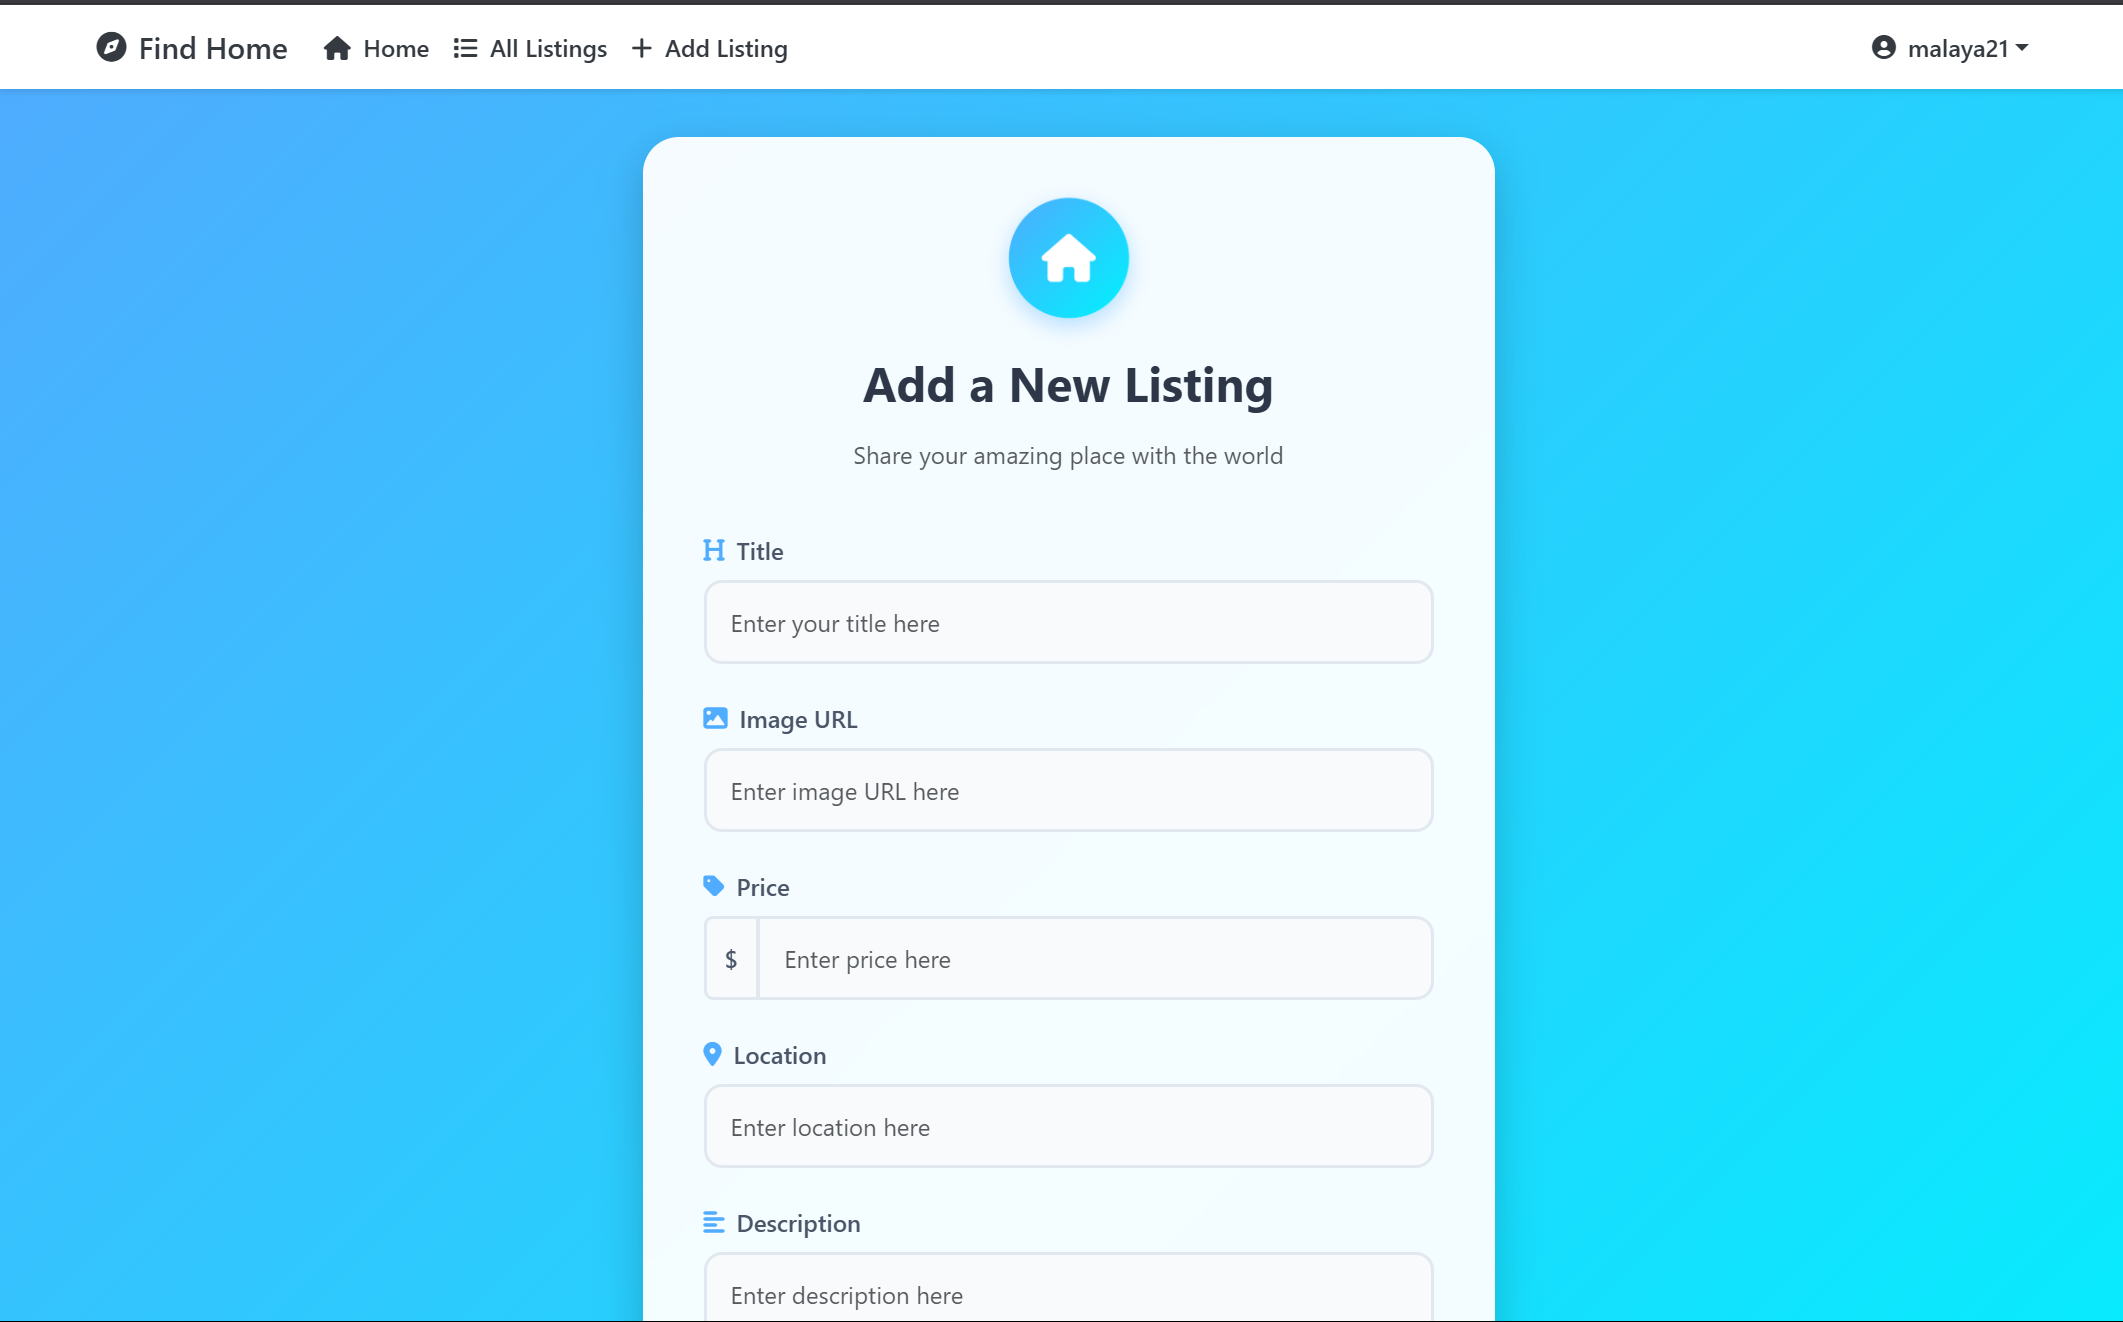 Find Home Home All Listings Add Listing malaya21
Add a New Listing
Share your amazing place with the world
Title
Enter your title here
Image URL
Enter image URL here
Price
$ Enter price here
Location
Enter location here
Description
Enter description here